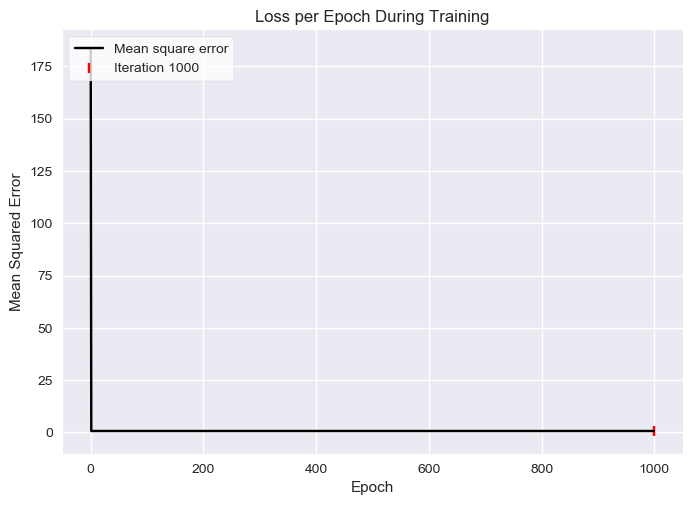 Loss per Epoch During Training
Mean square error
Iteration 1000
175
150
125
100
75
50
25
0
Mean Squared Error
0 200 400 600 800 1000
Epoch